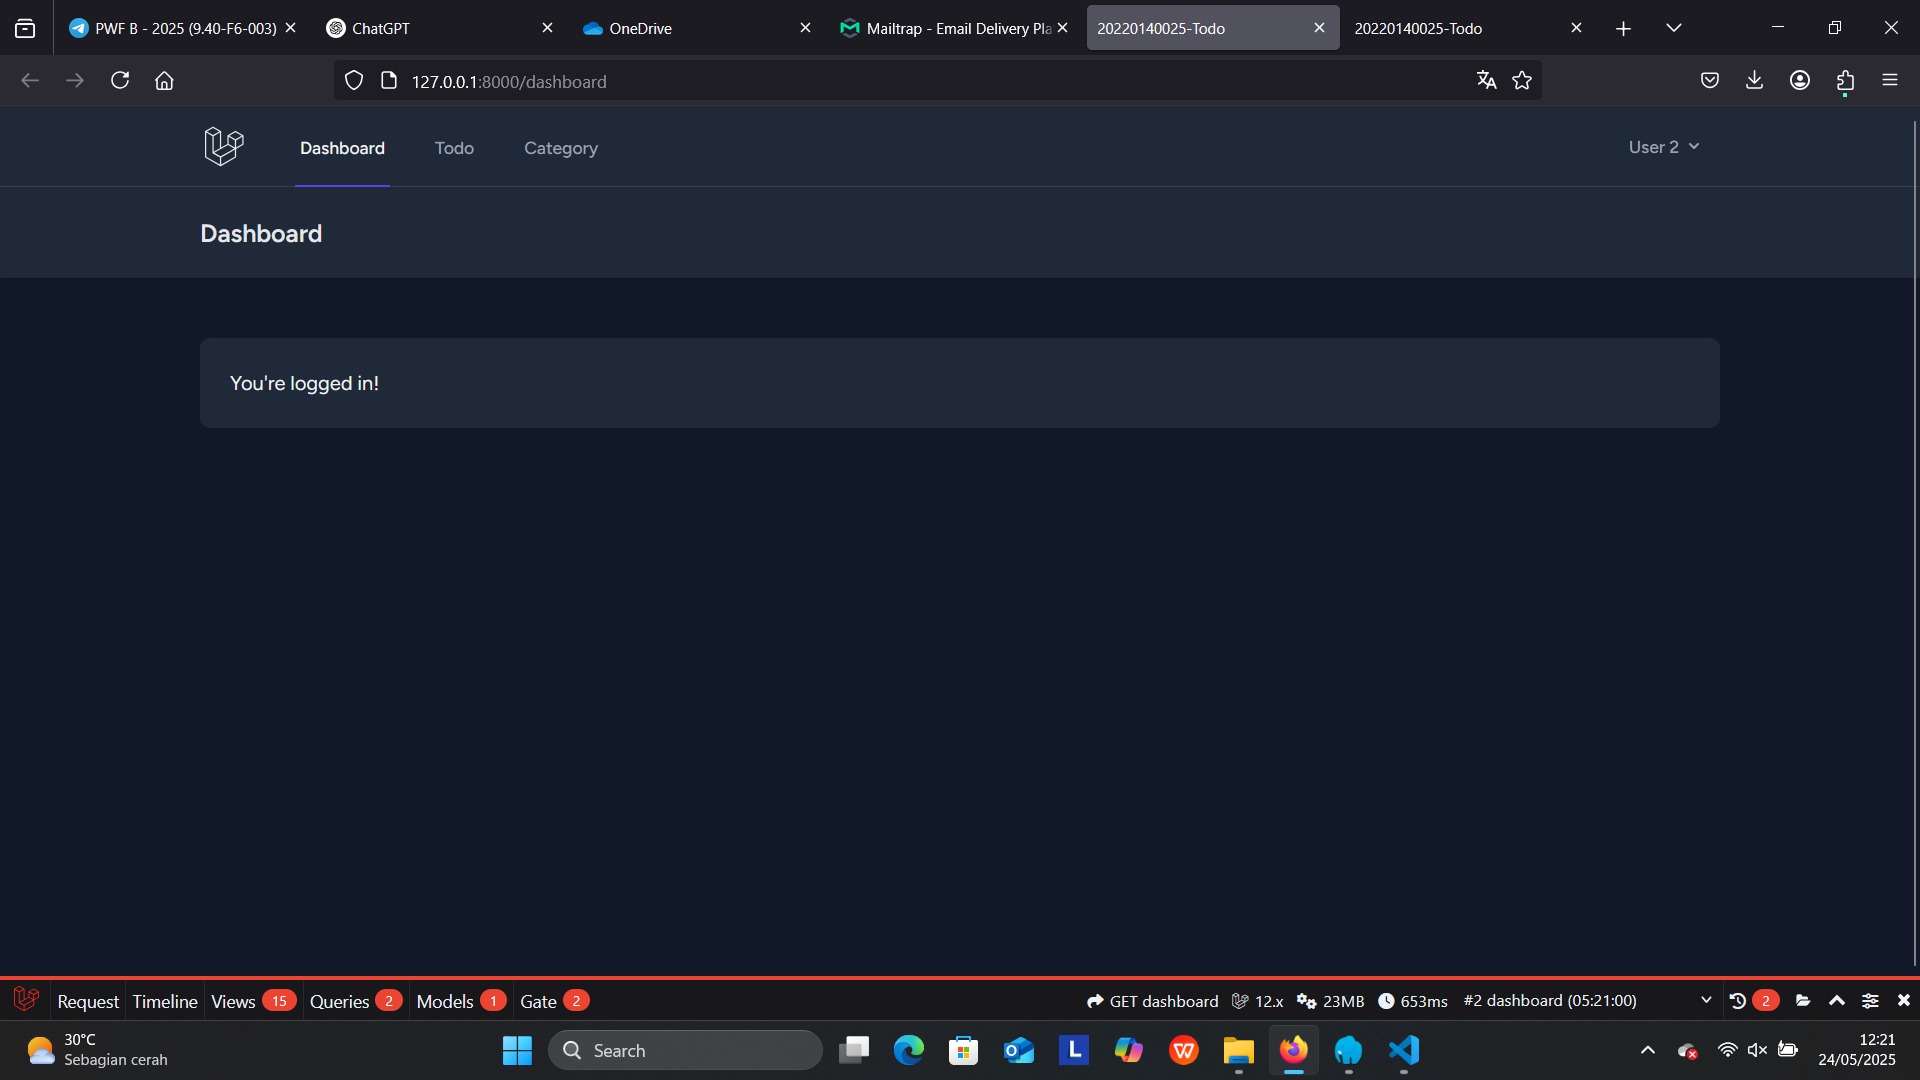 PWF B - 2025 (9.40-F6-003)
ChatGPT
OneDrive
Mailtrap - Email Delivery Pla
20220140025-Todo
20220140025-Todo
127.0.0.1:8000/dashboard
Dashboard
Todo
Category
User 2
Dashboard
You're logged in!
Request
Timeline
Views 15
Queries 2
Models 1
Gate 2
GET dashboard
12.x
23MB
653ms
#2 dashboard (05:21:00)
2
30°C
Sebagian cerah
Search
L
W
12:21
24/05/2025